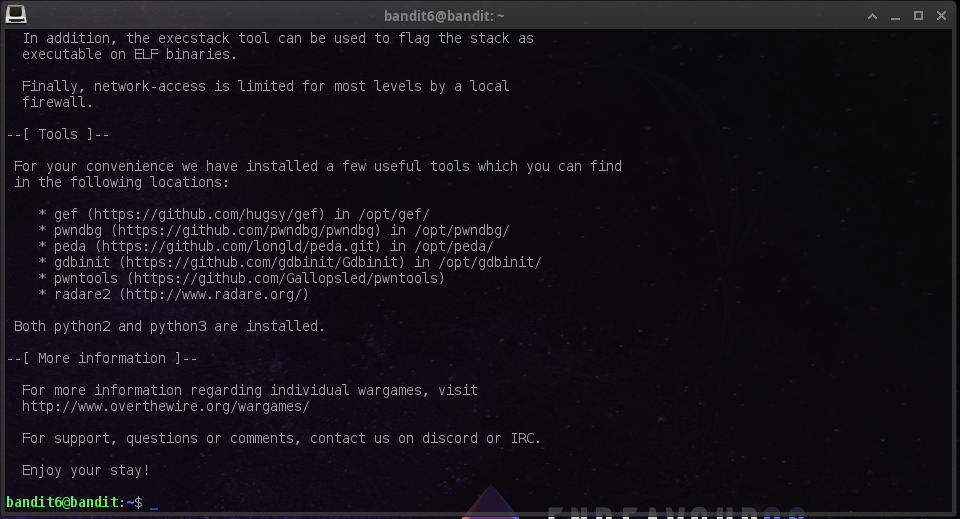 bandit6@bandit: ~
In addition, the execstack tool can be used to flag the stack as
executable on ELF binaries.
Finally, network-access is limited for most levels by a local
firewall.
--[ Tools ]--
For your convenience we have installed a few useful tools which you can find
in the following locations:
* gef (https://github.com/hugsy/gef) in /opt/gef/
* pwndbg (https://github.com/pwndbg/pwndbg) in /opt/pwndbg/
* peda (https://github.com/longld/peda.git) in /opt/peda/
* gdbinit (https://github.com/gdbinit/Gdbinit) in /opt/gdbinit/
* pwntools (https://github.com/Gallopsled/pwntools)
* radare2 (http://www.radare.org/)
Both python2 and python3 are installed.
--[ More information ]--
For more information regarding individual wargames, visit
http://www.overthewire.org/wargames/
For support, questions or comments, contact us on discord or IRC.
Enjoy your stay!
bandit6@bandit:~$ _